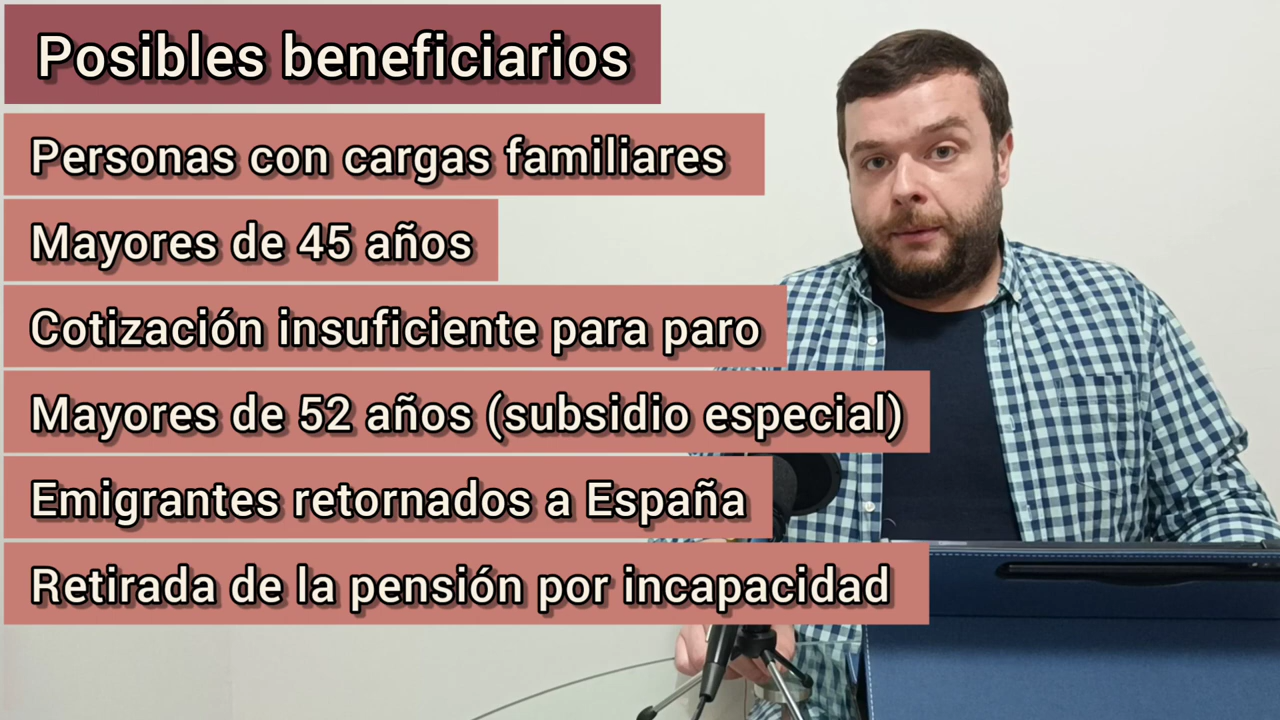 Posibles beneficiarios
Personas con cargas familiares
Mayores de 45 años
Cotización insuficiente para paro
Mayores de 52 años (subsidio especial)
Emigrantes retornados a España
Retirada de la pensión por incapacidad